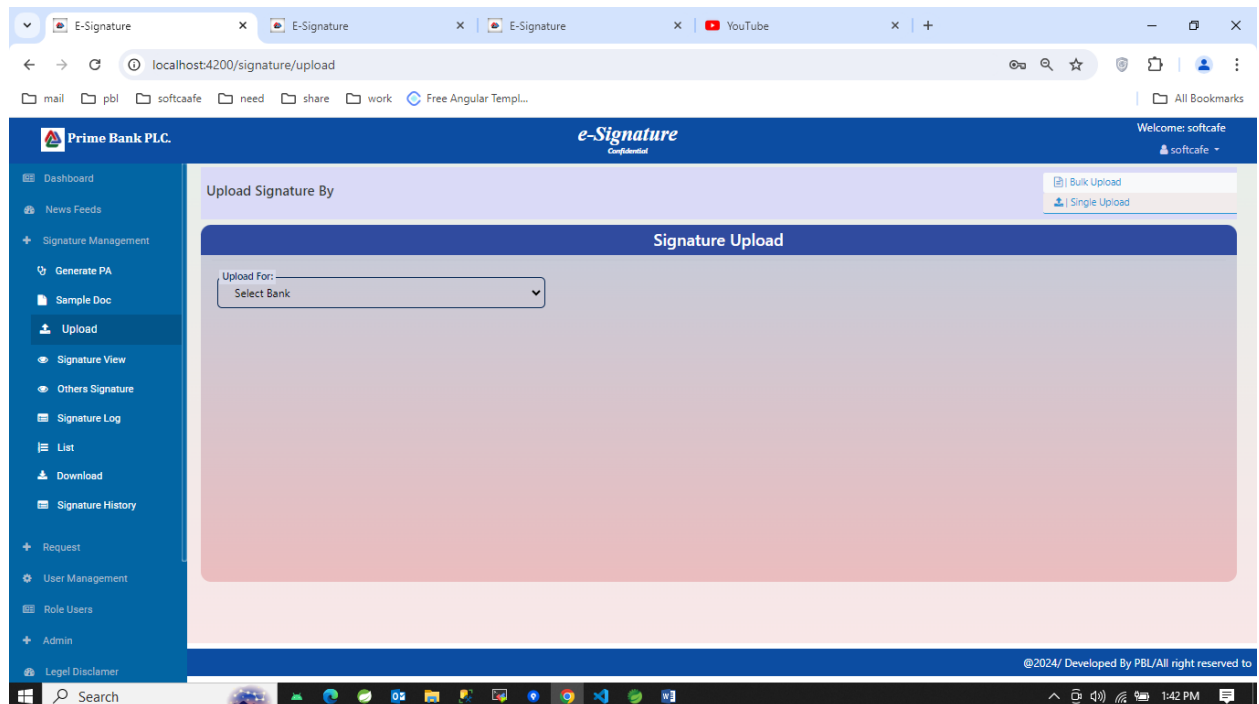 E-Signature
E-Signature
E-Signature
YouTube
localhost:4200/signature/upload
mail pbl softcaafe need share work Free Angular Templ... All Bookmarks
Prime Bank PLC.
e-Signature
Confidential
Welcome: softcafe
softcafe
Dashboard
News Feeds
Signature Management
Generate PA
Sample Doc
Upload
Signature View
Others Signature
Signature Log
List
Download
Signature History
Request
User Management
Role Users
Admin
Legel Disclamer
Upload Signature By
| Bulk Upload
| Single Upload
Signature Upload
Upload For:
Select Bank
@2024/ Developed By PBL/All right reserved to
Search
1:42 PM